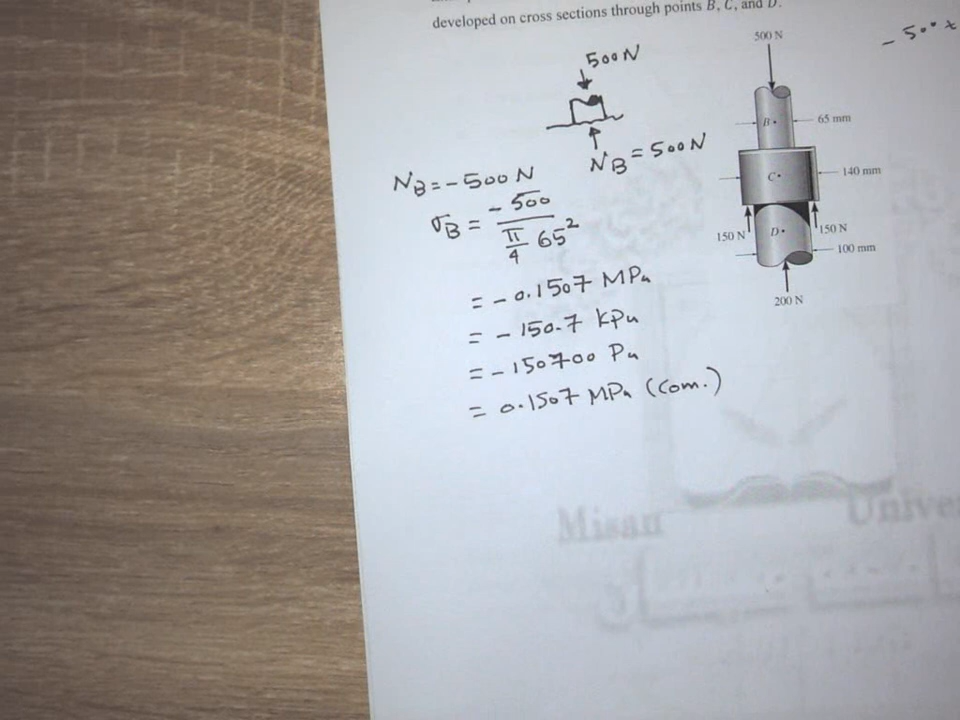 developed on cross sections through points B, C, and D.
500 N
- 500 +
500N
B
65 mm
N_B = 500N
C
140 mm
N_B = -500 N
σ_B = -500 / (π/4 65²)
150 N
D
150 N
100 mm
200 N
= - 0.1507 MPa
= - 150.7 kPa
= - 150700 Pa
= 0.1507 MPa (Com.)
Misan